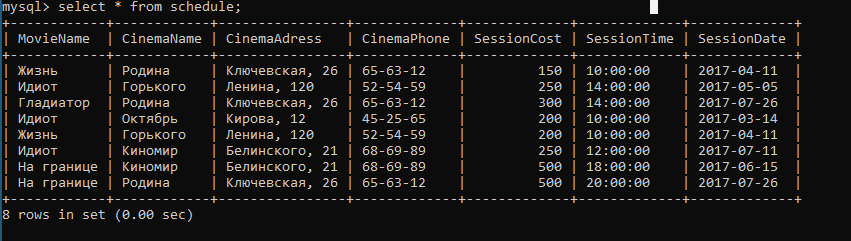 mysql> select * from schedule;
+------------+------------+----------------+-------------+-------------+-------------+-------------+
| MovieName | CinemaName | CinemaAdress | CinemaPhone | SessionCost | SessionTime | SessionDate |
+------------+------------+----------------+-------------+-------------+-------------+-------------+
| Жизнь | Родина | Ключевская, 26 | 65-63-12 | 150 | 10:00:00 | 2017-04-11 |
| Идиот | Горького | Ленина, 120 | 52-54-59 | 250 | 14:00:00 | 2017-05-05 |
| Гладиатор | Родина | Ключевская, 26 | 65-63-12 | 300 | 14:00:00 | 2017-07-26 |
| Идиот | Октябрь | Кирова, 12 | 45-25-65 | 200 | 10:00:00 | 2017-03-14 |
| Жизнь | Горького | Ленина, 120 | 52-54-59 | 200 | 10:00:00 | 2017-04-11 |
| Идиот | Киномир | Белинского, 21 | 68-69-89 | 250 | 12:00:00 | 2017-07-11 |
| На границе | Киномир | Белинского, 21 | 68-69-89 | 500 | 18:00:00 | 2017-06-15 |
| На границе | Родина | Ключевская, 26 | 65-63-12 | 500 | 20:00:00 | 2017-07-26 |
+------------+------------+----------------+-------------+-------------+-------------+-------------+
8 rows in set (0.00 sec)